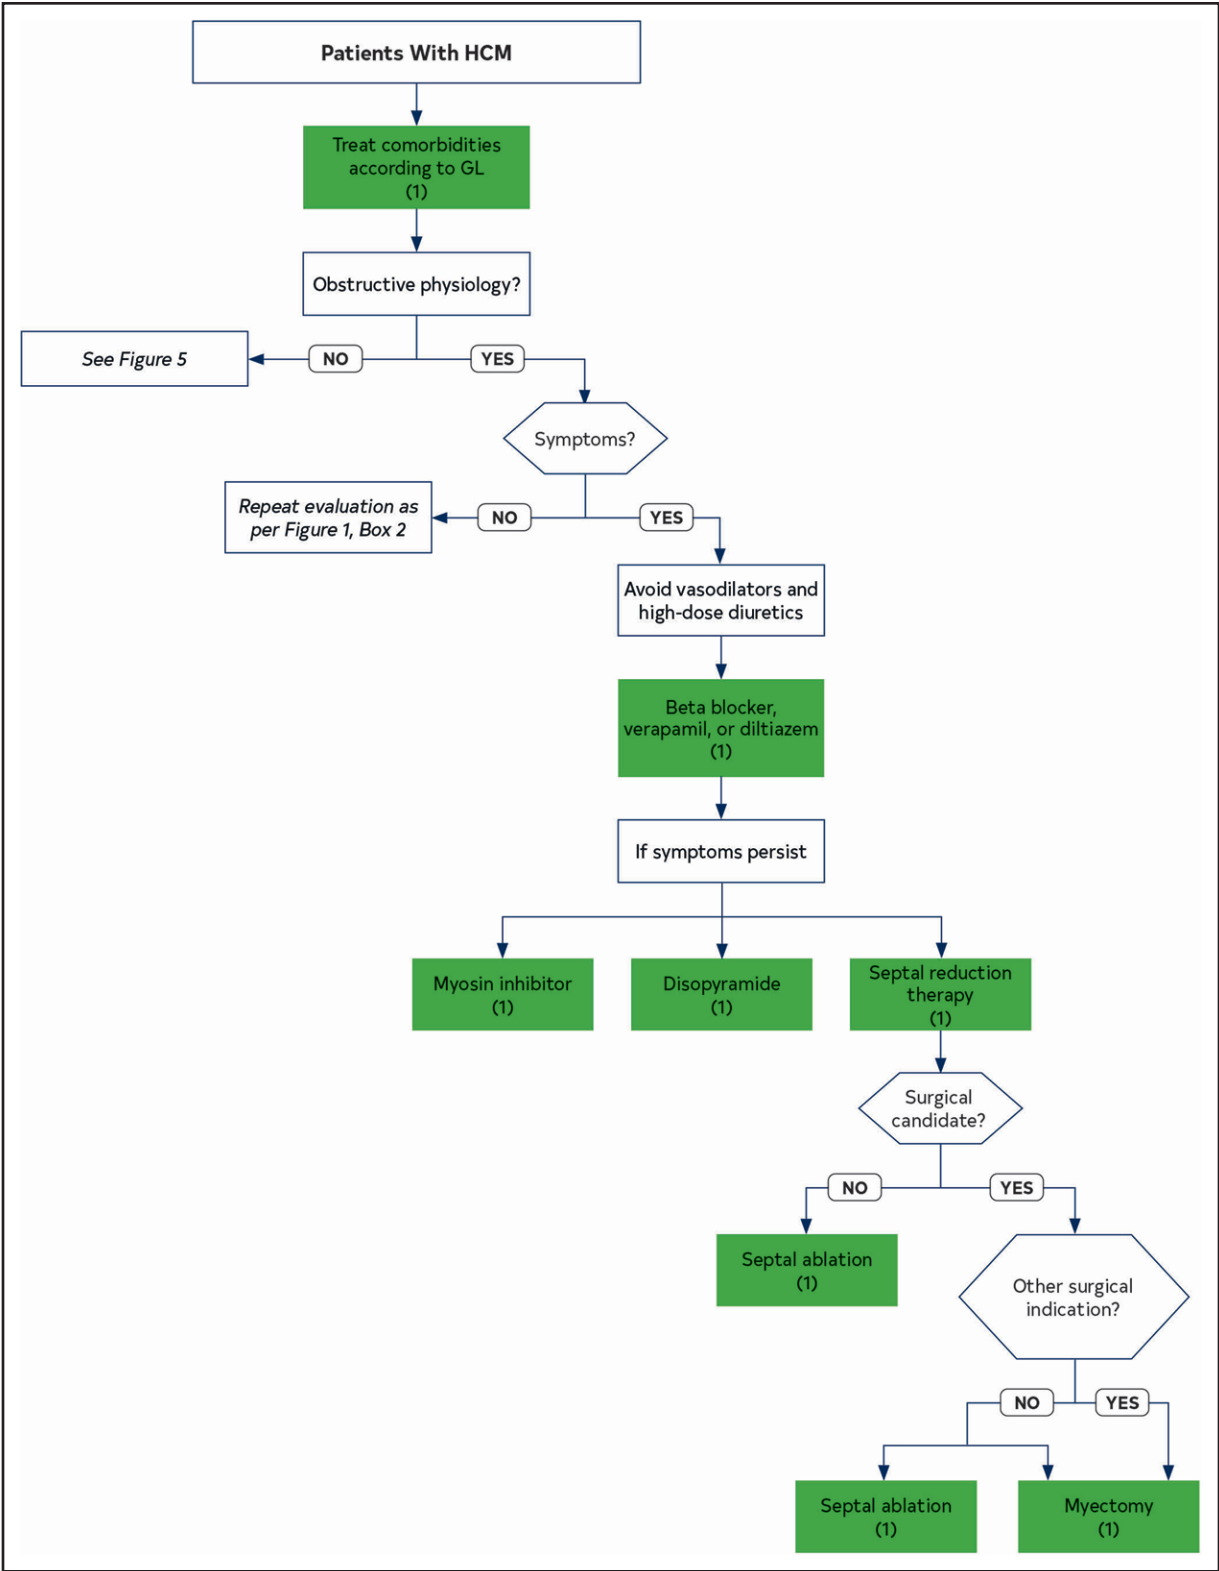 Patients With HCM
Treat comorbidities
according to GL
(1)
Obstructive physiology?
See Figure 5
NO
YES
Symptoms?
Repeat evaluation as
per Figure 1, Box 2
NO
YES
Avoid vasodilators and
high-dose diuretics
Beta blocker,
verapamil, or diltiazem
(1)
If symptoms persist
Myosin inhibitor
(1)
Disopyramide
(1)
Septal reduction
therapy
(1)
Surgical
candidate?
NO
YES
Septal ablation
(1)
Other surgical
indication?
NO
YES
Septal ablation
(1)
Myectomy
(1)